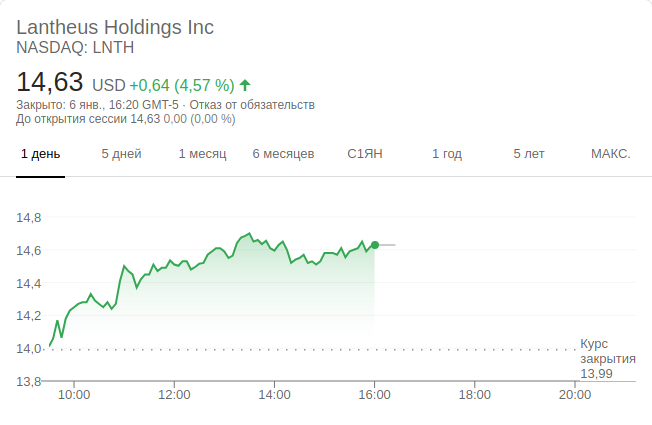 Lantheus Holdings Inc
NASDAQ: LNTH
14,63 USD +0,64 (4,57 %)
Закрыто: 6 янв., 16:20 GMT-5 · Отказ от обязательств
До открытия сессии 14,63 0,00 (0,00 %)
1 день 5 дней 1 месяц 6 месяцев С1ЯН 1 год 5 лет МАКС.
14,8
14,6
14,4
14,2
14,0
13,8
Курс
закрытия
13,99
10:00 12:00 14:00 16:00 18:00 20:00